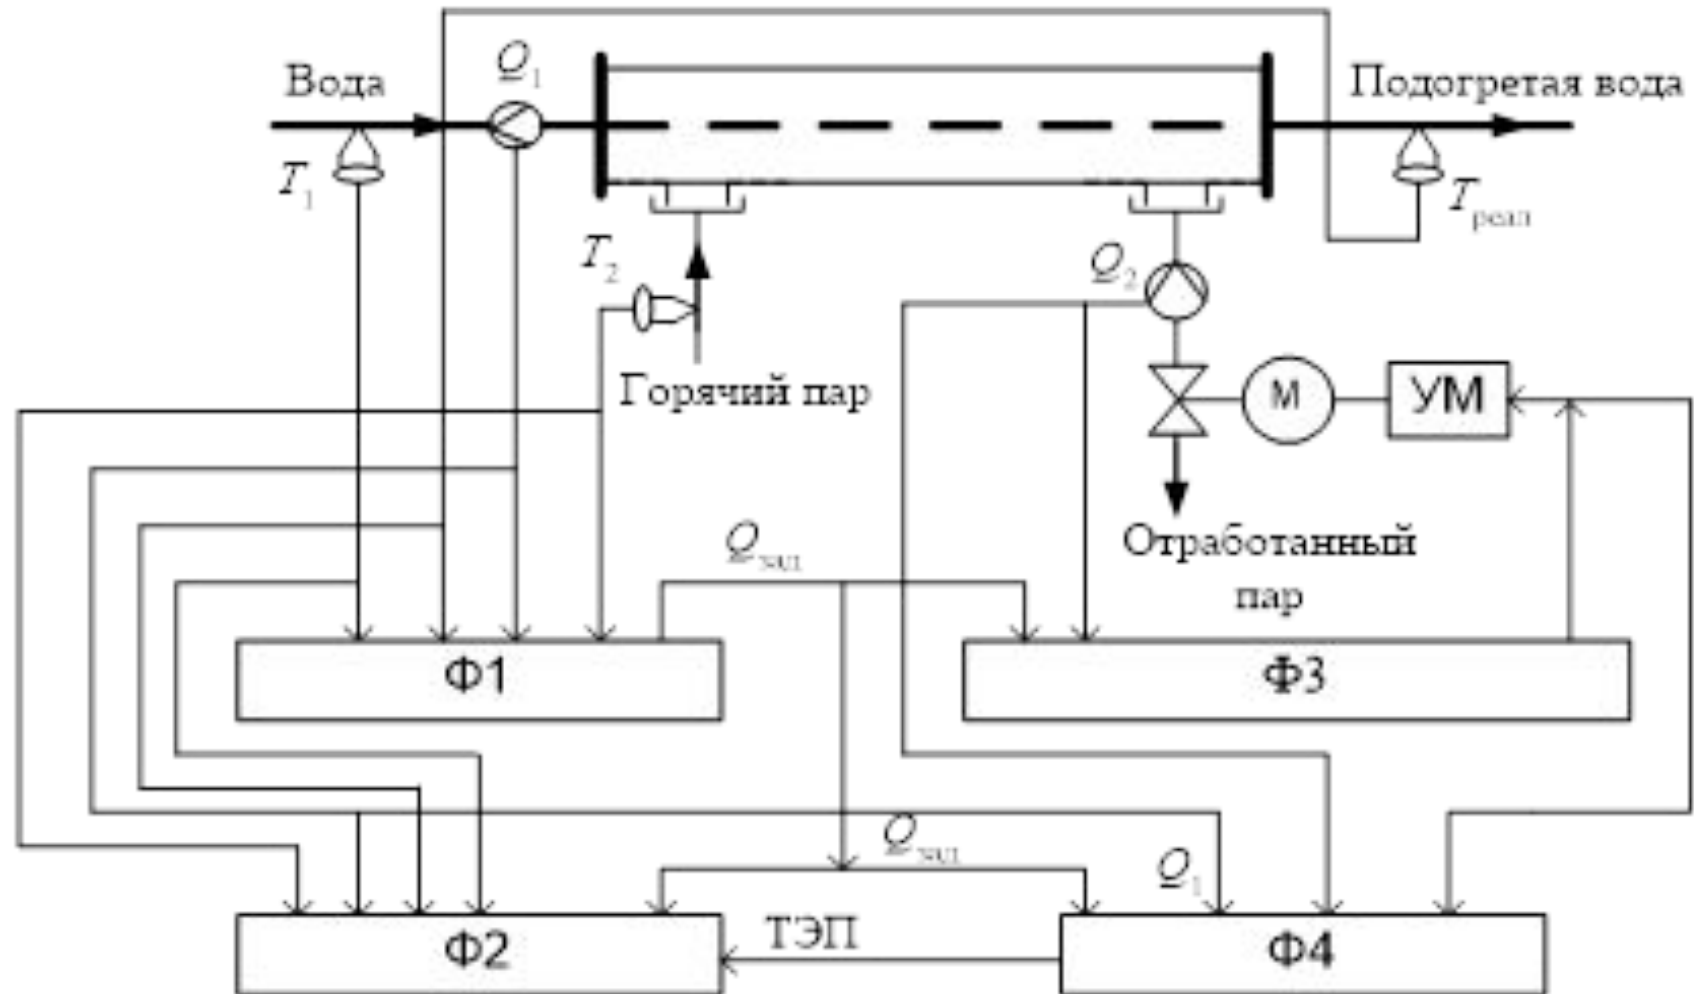 Q1
Вода
Подогретая вода
T1
Tреал
T2
Q2
Горячий пар
М
УМ
Qзад
Отработанный
пар
Ф1
Ф3
Qзад
Q1
Ф2
ТЭП
Ф4